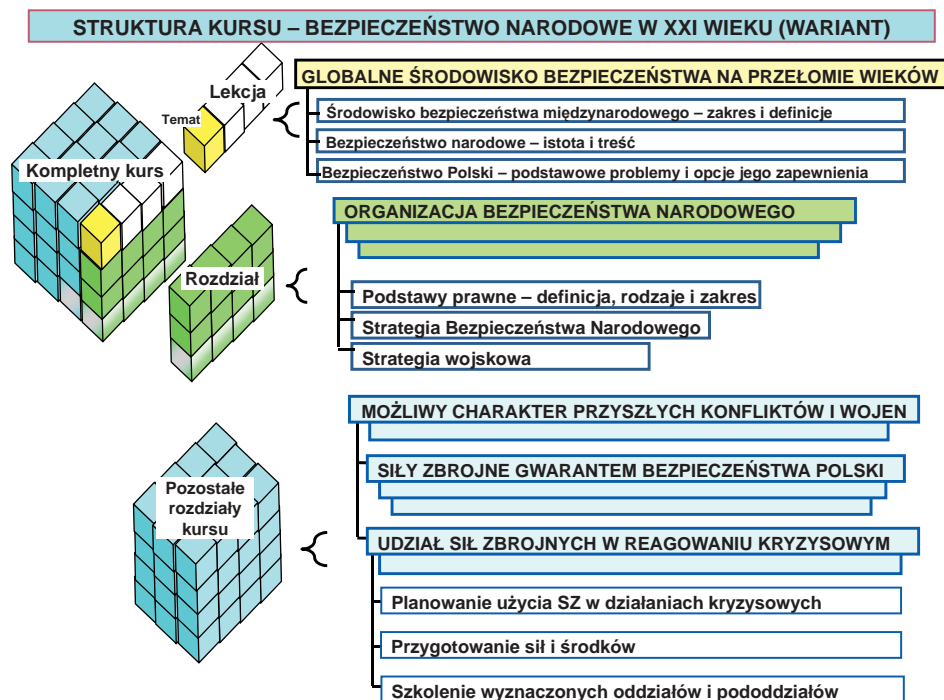 STRUKTURA KURSU – BEZPIECZEŃSTWO NARODOWE W XXI WIEKU (WARIANT)
GLOBALNE ŚRODOWISKO BEZPIECZEŃSTWA NA PRZEŁOMIE WIEKÓW
Lekcja
Temat
Środowisko bezpieczeństwa międzynarodowego – zakres i definicje
Bezpieczeństwo narodowe – istota i treść
Kompletny kurs
Bezpieczeństwo Polski – podstawowe problemy i opcje jego zapewnienia
ORGANIZACJA BEZPIECZEŃSTWA NARODOWEGO
Rozdział
Podstawy prawne – definicja, rodzaje i zakres
Strategia Bezpieczeństwa Narodowego
Strategia wojskowa
MOŻLIWY CHARAKTER PRZYSZŁYCH KONFLIKTÓW I WOJEN
SIŁY ZBROJNE GWARANTEM BEZPIECZEŃSTWA POLSKI
Pozostałe
rozdziały
kursu
UDZIAŁ SIŁ ZBROJNYCH W REAGOWANIU KRYZYSOWYM
Planowanie użycia SZ w działaniach kryzysowych
Przygotowanie sił i środków
Szkolenie wyznaczonych oddziałów i pododdziałów